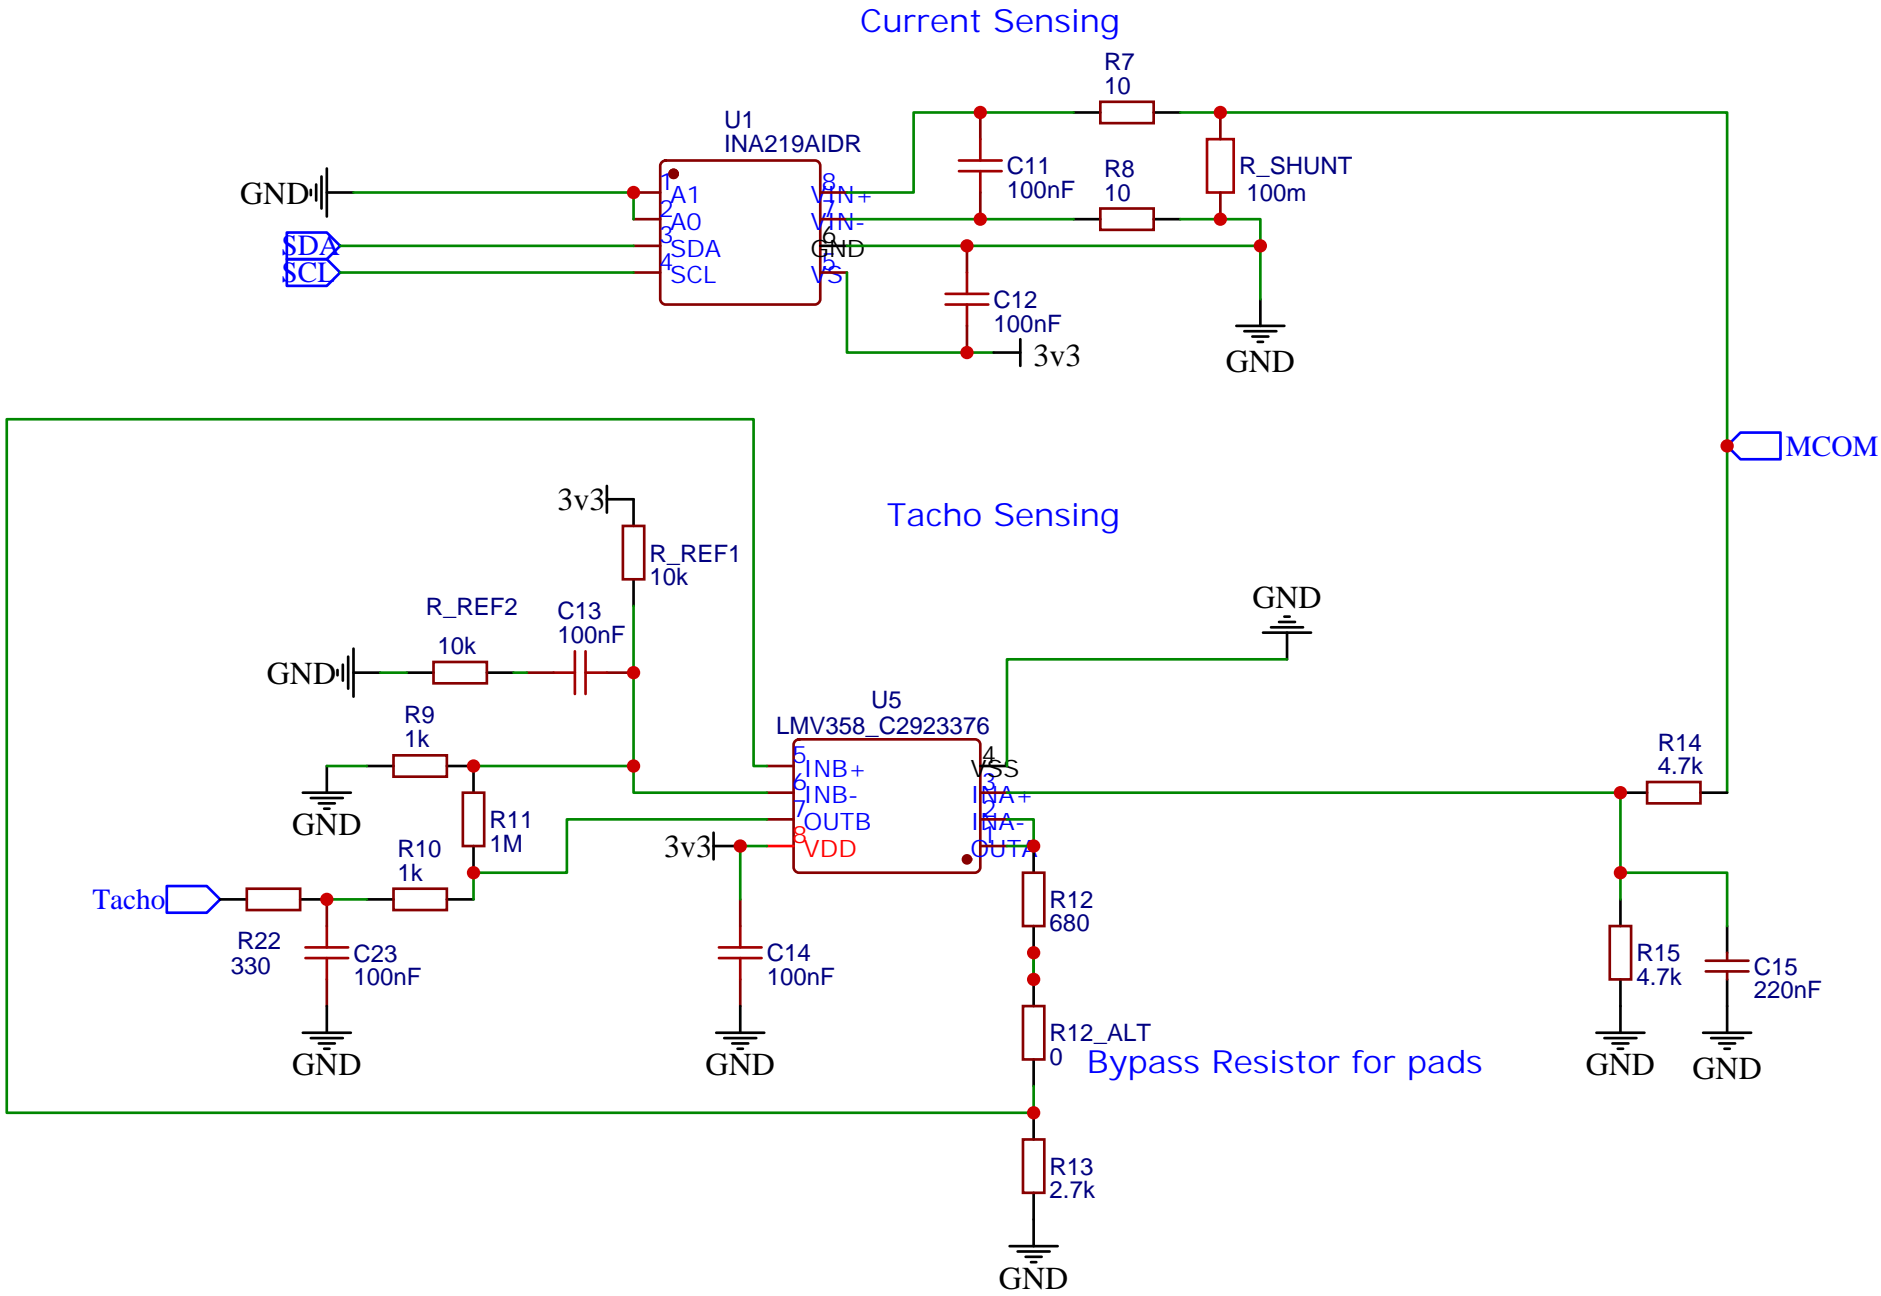 Current Sensing
R7
10
U1
INA219AIDR
R8
10
C11
100nF
R_SHUNT
100m
GND
1
A1
2
A0
3
SDA
4
SCL
8
VIN+
7
VIN-
6
GND
5
VS
SDA
SCL
C12
100nF
3v3
GND
MCOM
Tacho Sensing
3v3
R_REF1
10k
R_REF2
10k
C13
100nF
GND
GND
R9
1k
U5
LMV358_C2923376
5
INB+
6
INB-
7
OUTB
8
VDD
4
VSS
3
INA+
2
INA-
1
OUTA
R14
4.7k
GND
R11
1M
R10
1k
3v3
Tacho
R22
330
C23
100nF
C14
100nF
R12
680
R15
4.7k
C15
220nF
GND
GND
R12_ALT
0
Bypass Resistor for pads
GND
GND
R13
2.7k
GND